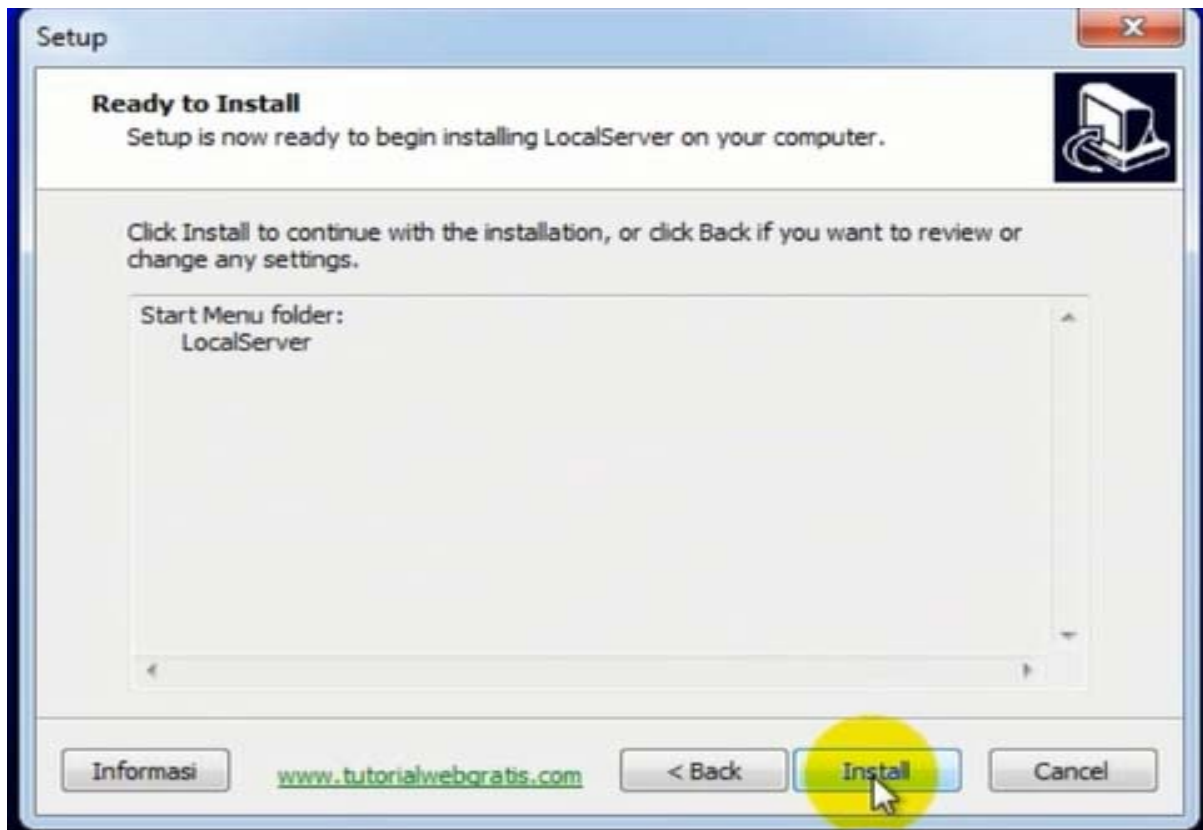 Setup
Ready to Install
Setup is now ready to begin installing LocalServer on your computer.
Click Install to continue with the installation, or click Back if you want to review or
change any settings.
Start Menu folder:
LocalServer
Informasi
www.tutorialwebgratis.com
< Back
Install
Cancel